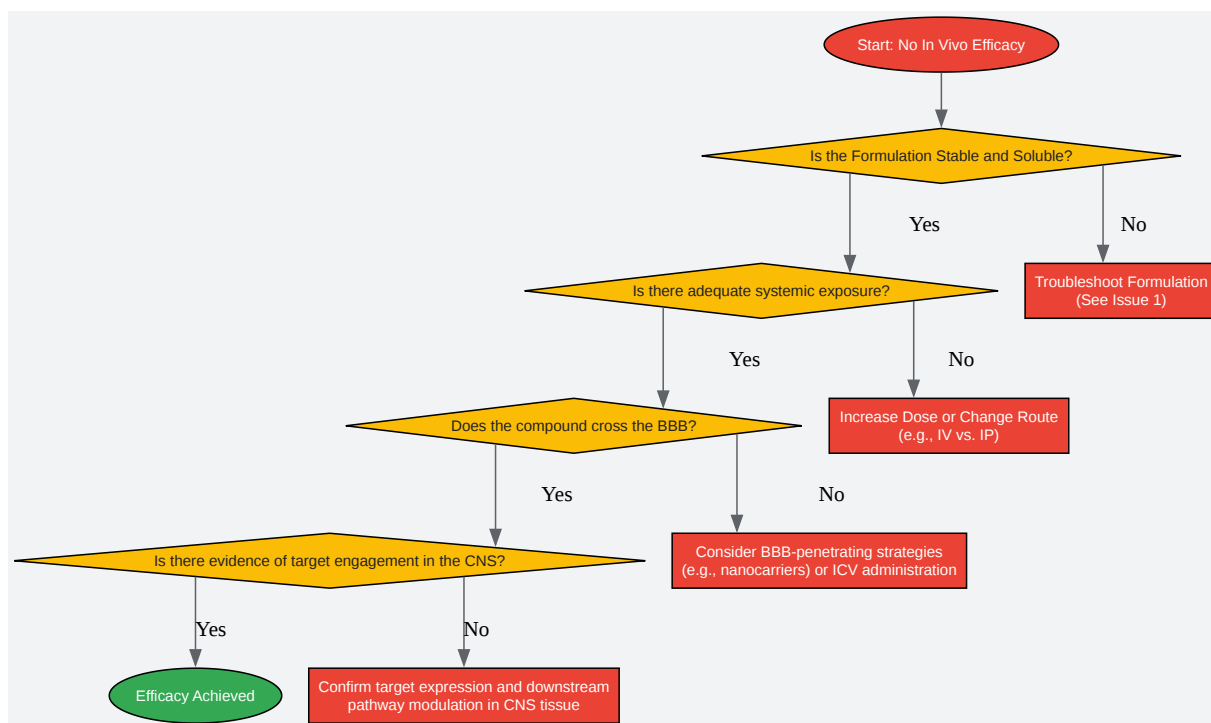 Start: No In Vivo Efficacy
Is the Formulation Stable and Soluble?
Yes
No
Is there adequate systemic exposure?
Troubleshoot Formulation
(See Issue 1)
Yes
No
Does the compound cross the BBB?
Increase Dose or Change Route
(e.g., IV vs. IP)
Yes
No
Is there evidence of target engagement in the CNS?
Consider BBB-penetrating strategies
(e.g., nanocarriers) or ICV administration
Yes
No
Efficacy Achieved
Confirm target expression and downstream
pathway modulation in CNS tissue